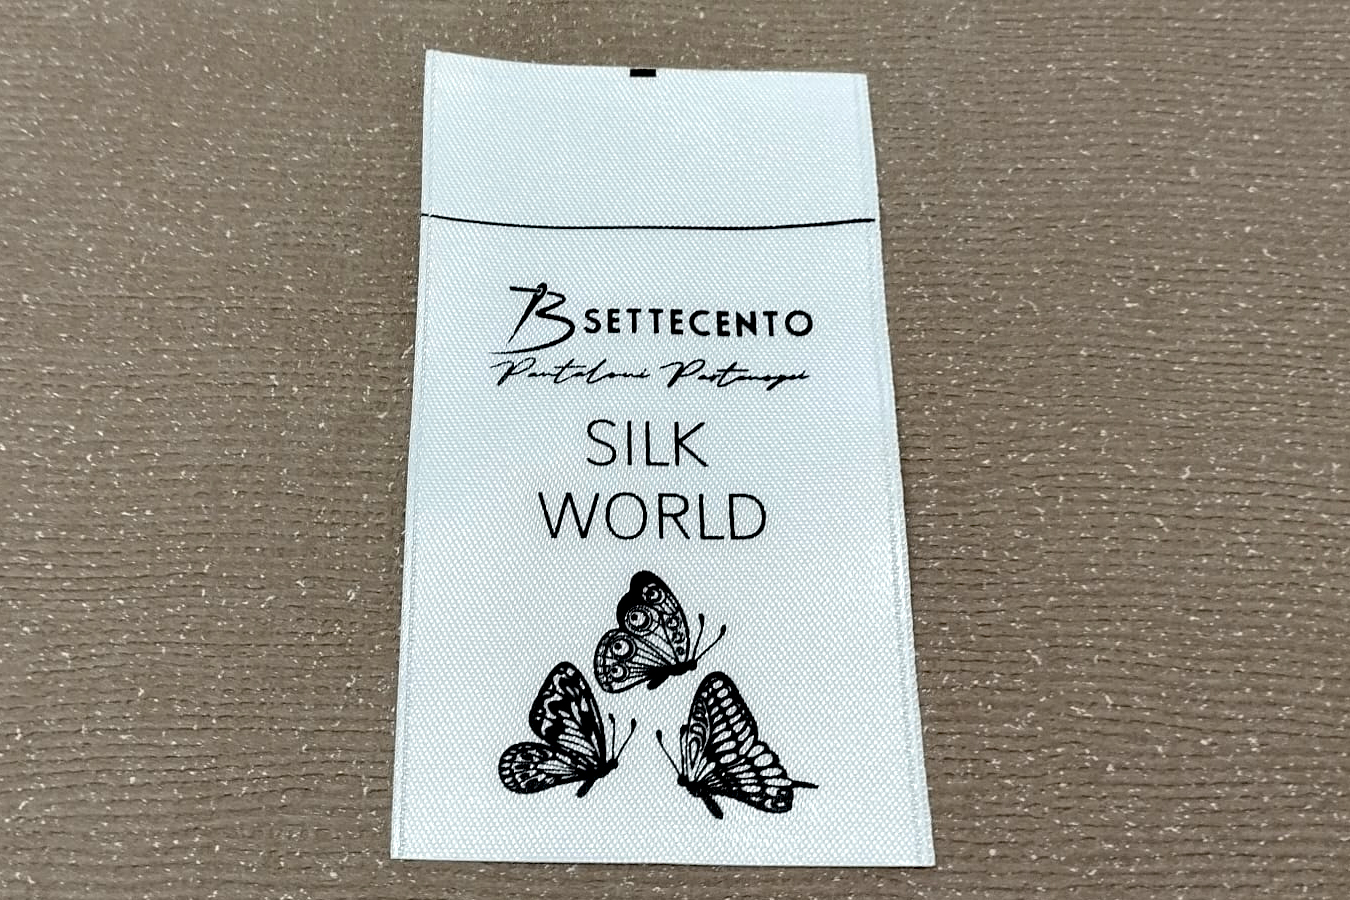 B SETTECENTO
Pantaloni Partenopei
SILK
WORLD